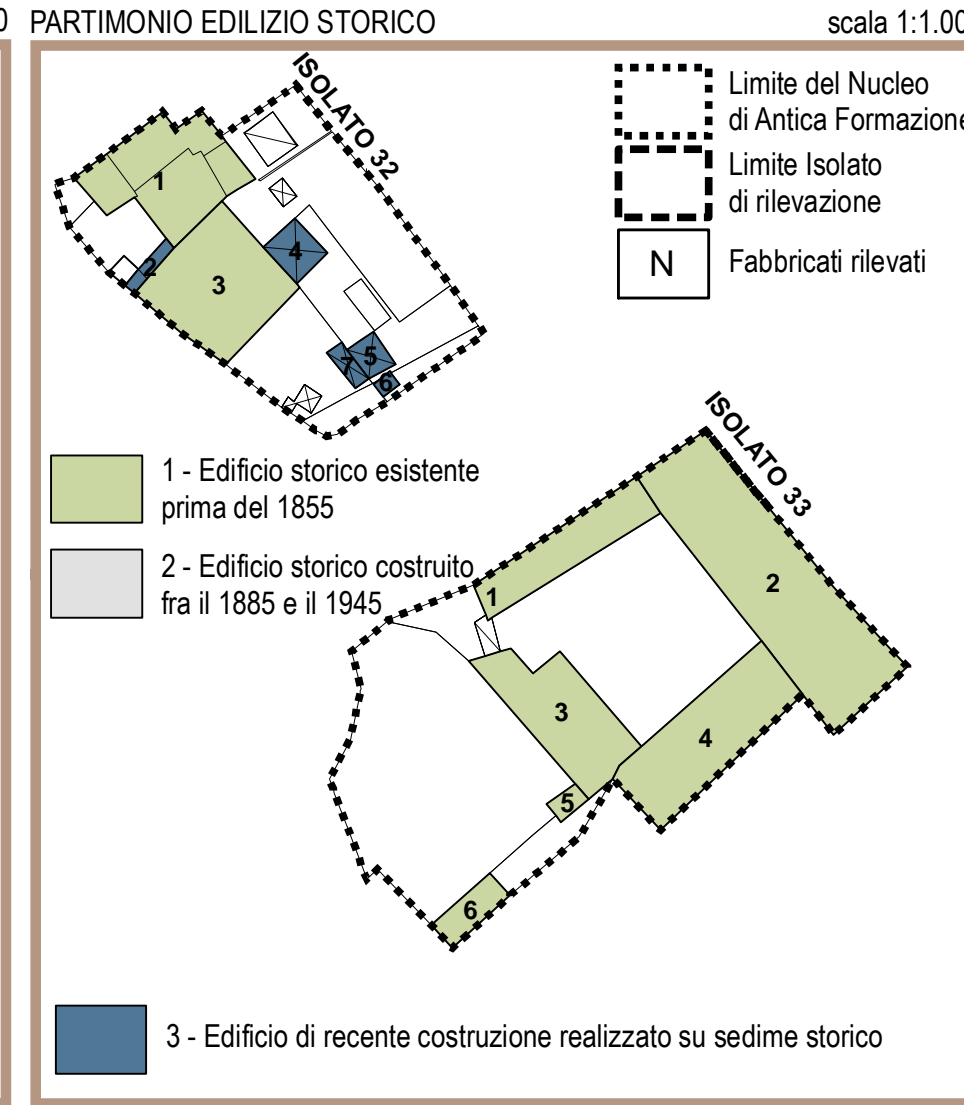 0 PARTIMONIO EDILIZIO STORICO scala 1:1.00
ISOLATO 32
Limite del Nucleo
di Antica Formazione
Limite Isolato
di rilevazione
N Fabbricati rilevati
1
2
3
4
5
7
6
1 - Edificio storico esistente
prima del 1855
2 - Edificio storico costruito
fra il 1885 e il 1945
ISOLATO 33
1
2
3
4
5
6
3 - Edificio di recente costruzione realizzato su sedime storico